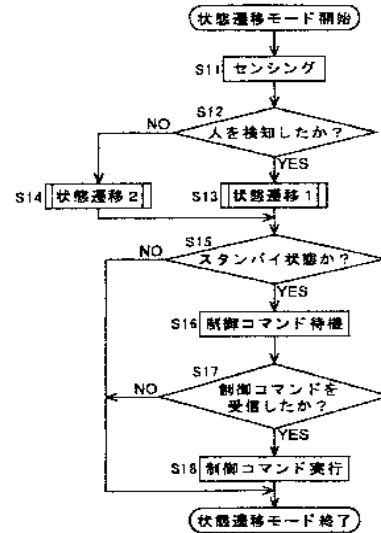 状態遷移モード開始
S11 センシング
S12
人を検知したか？
NO
YES
S14 状態遷移２
S13 状態遷移１
S15
スタンバイ状態か？
NO
YES
S16 制御コマンド待機
S17
制御コマンドを
受信したか？
NO
YES
S18 制御コマンド実行
状態遷移モード終了